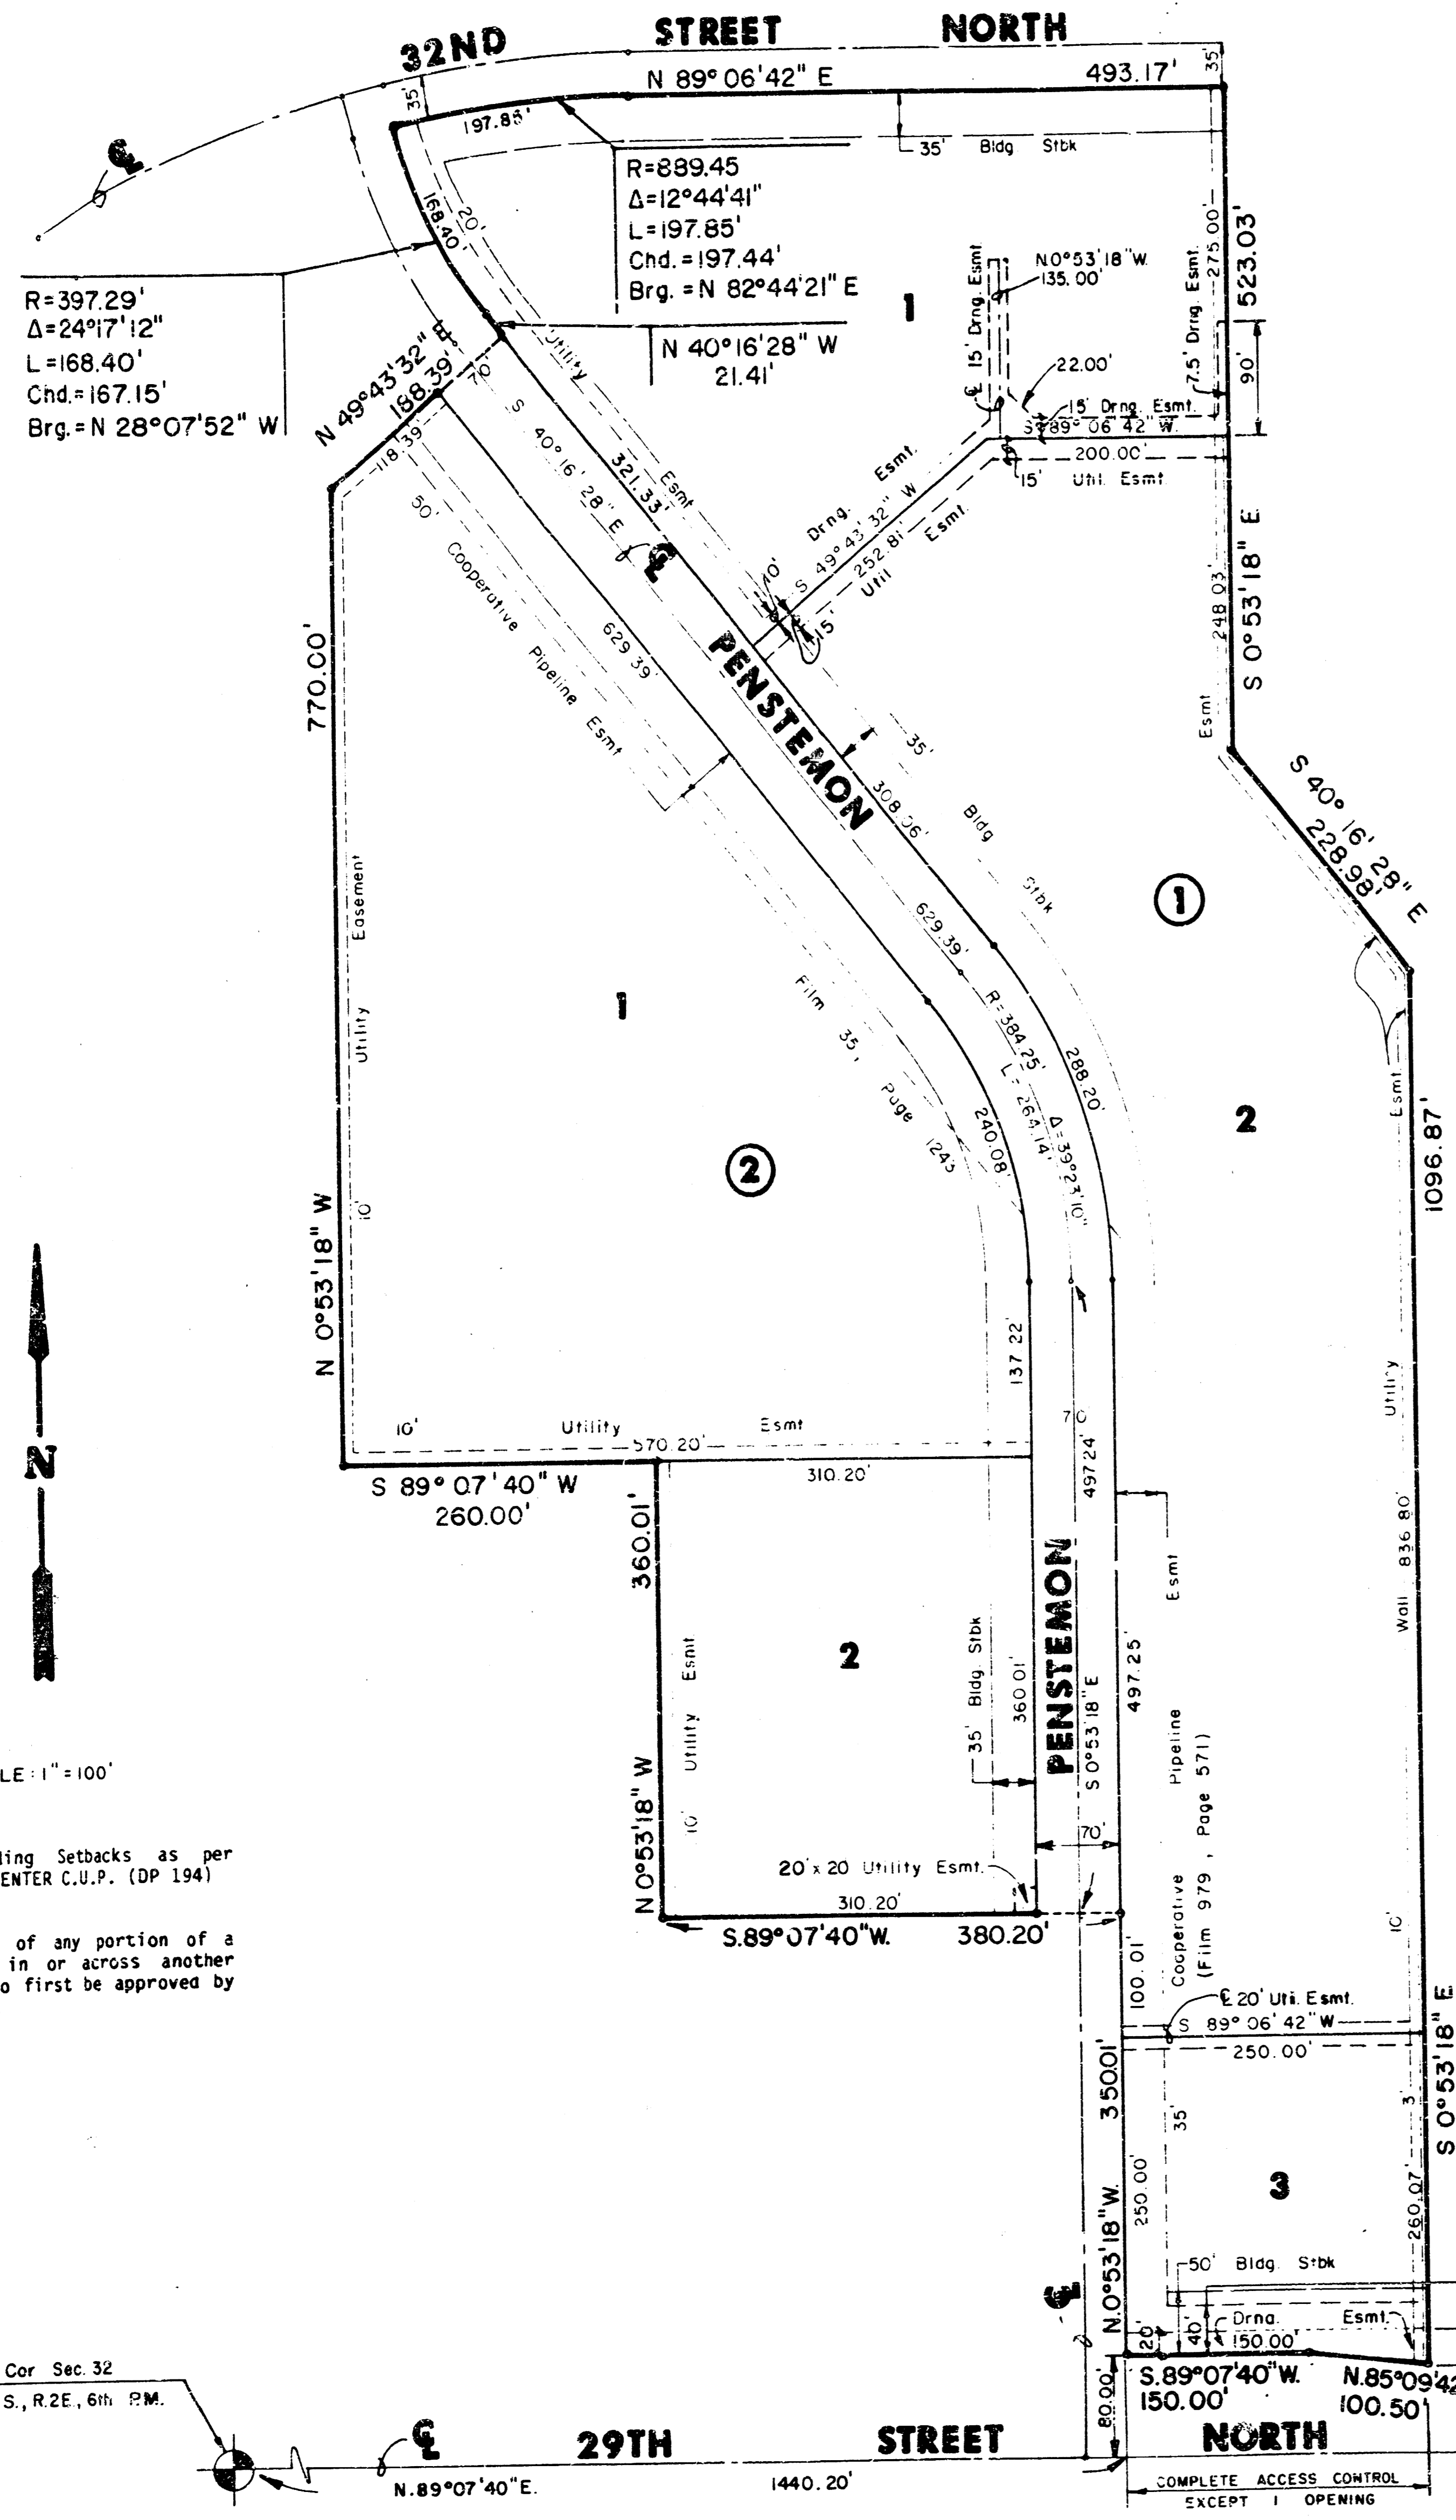 32ND STREET NORTH
N 89° 06'42" E 493.17'
35'
35'
197.85'
35' Bldg Stbk
R=889.45
Δ=12°44'41"
L=197.85'
Chd.=197.44'
Brg.=N 82°44'21" E
℄
168.40'
20'
R=397.29'
Δ=24°17'12"
L=168.40'
Chd.=167.15'
Brg.=N 28°07'52" W
N 40°16'28" W
21.41'
1
N0°53'18"W.
135.00'
℄ 15' Drng. Esmt
22.00'
7.5' Drng. Esmt.
275.00'
523.03'
90'
15' Drng. Esmt.
S 89° 06'42" W.
200.00'
15' Util. Esmt.
N 49°43'32" E
188.39'
70'
118.39'
Utility Esmt
S 40°16'28" E
321.33'
℄
Drng. Esmt.
S 49°43'32" W
252.81'
Util Esmt.
10'
15'
50'
Cooperative Pipeline Esmt
629.39'
PENSTEMON
248.03'
S 0°53'18" E
Esmt
S 40°16'28" E
228.98'
770.00'
35' Bldg Stbk
308.06'
1
629.39'
Utility Easement
1
Film 35, Page 1243
R=384.25'
L=264.14'
Δ=39°23'10"
288.20'
240.08'
2
Esmt.
1096.87'
2
10'
N 0°53'18" W
137.22'
70'
497.24'
Utility
10' Utility Esmt
570.20'
S 89°07'40" W
260.00'
310.20'
N
360.01'
Esmt
836.80'
Wall
PENSTEMON
2
10' Utility Esmt
35' Bldg. Stbk
360.01'
S 0°53'18" E
497.25'
Cooperative Pipeline
(Film 979, Page 571)
LE: 1"=100'
N 0°53'18" W
70'
ling Setbacks as per
ENTER C.U.P. (DP 194)
20'x20 Utility Esmt.
310.20'
S.89°07'40"W. 380.20'
of any portion of a
in or across another
o first be approved by
10'
100.01'
℄ 20' Uti. Esmt.
S 89° 06'42"W
250.00'
S 0°53'18" E
350.01'
35'
3'
250.00'
3
260.07'
N.0°53'18"W.
50' Bldg. Stbk
℄
20'
40'
Drng. Esmt.
150.00'
Cor Sec. 32
S., R.2E., 6th P.M.
80.00'
S.89°07'40"W.
150.00'
N.85°09'42
100.50'
℄
29TH STREET NORTH
N.89°07'40"E. 1440.20'
COMPLETE ACCESS CONTROL
EXCEPT 1 OPENING